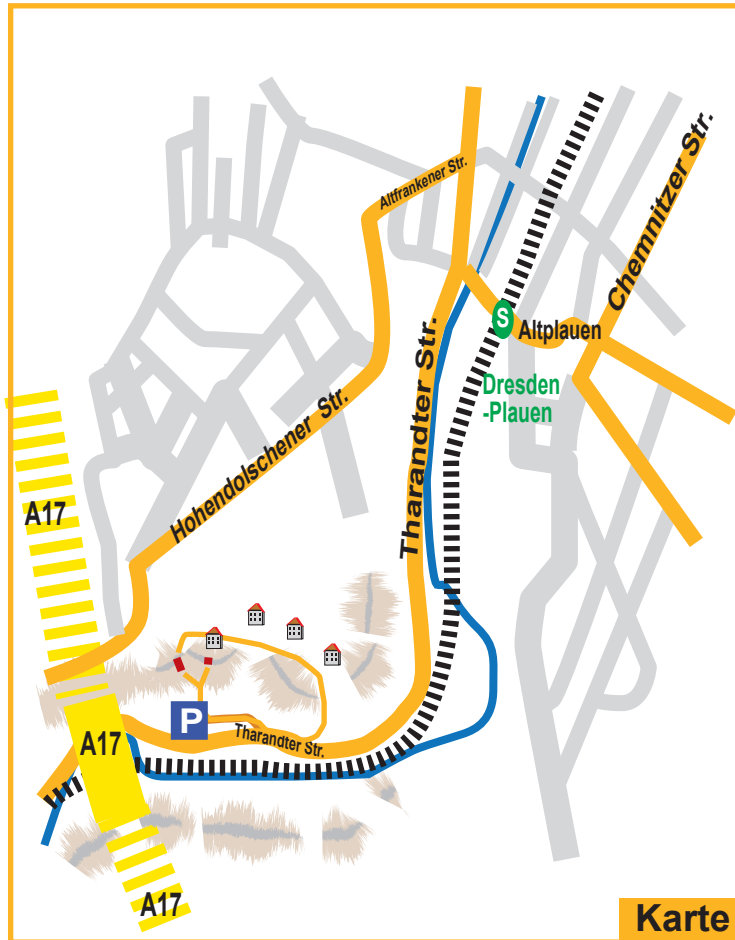 Chemnitzer Str.
Altfrankener Str.
S
Altplauen
Tharandter Str.
Dresden
-Plauen
Hohendolschener Str.
A17
P
Tharandter Str.
A17
A17
Karte